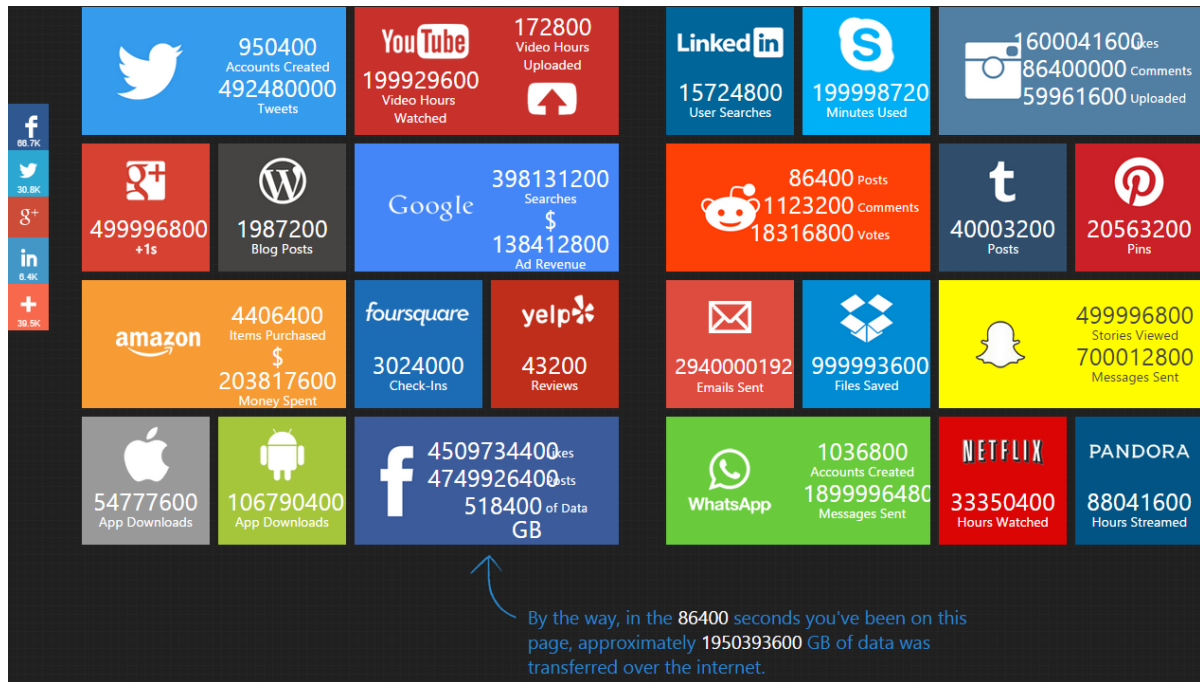 66.7K
30.8K
g+
in
6.4K
39.5K
950400
Accounts Created
492480000
Tweets
YouTube
199929600
Video Hours
Watched
172800
Video Hours
Uploaded
Linked in
15724800
User Searches
S
199998720
Minutes Used
1600041600 Likes
86400000 Comments
59961600 Uploaded
g+
499996800
+1s
1987200
Blog Posts
Google
398131200
Searches
$
138412800
Ad Revenue
86400 Posts
1123200 Comments
18316800 Votes
t
40003200
Posts
20563200
Pins
amazon
4406400
Items Purchased
$
203817600
Money Spent
foursquare
3024000
Check-Ins
yelp
43200
Reviews
Emails Sent
999993600
Files Saved
499996800
Stories Viewed
700012800
Messages Sent
54777600
App Downloads
106790400
App Downloads
f
4509734400 Likes
4749926400 Posts
518400 of Data
GB
WhatsApp
1036800
Accounts Created
Messages Sent
NETFLIX
33350400
Hours Watched
PANDORA
88041600
Hours Streamed
By the way, in the 86400 seconds you've been on this
page, approximately 1950393600 GB of data was
transferred over the internet.